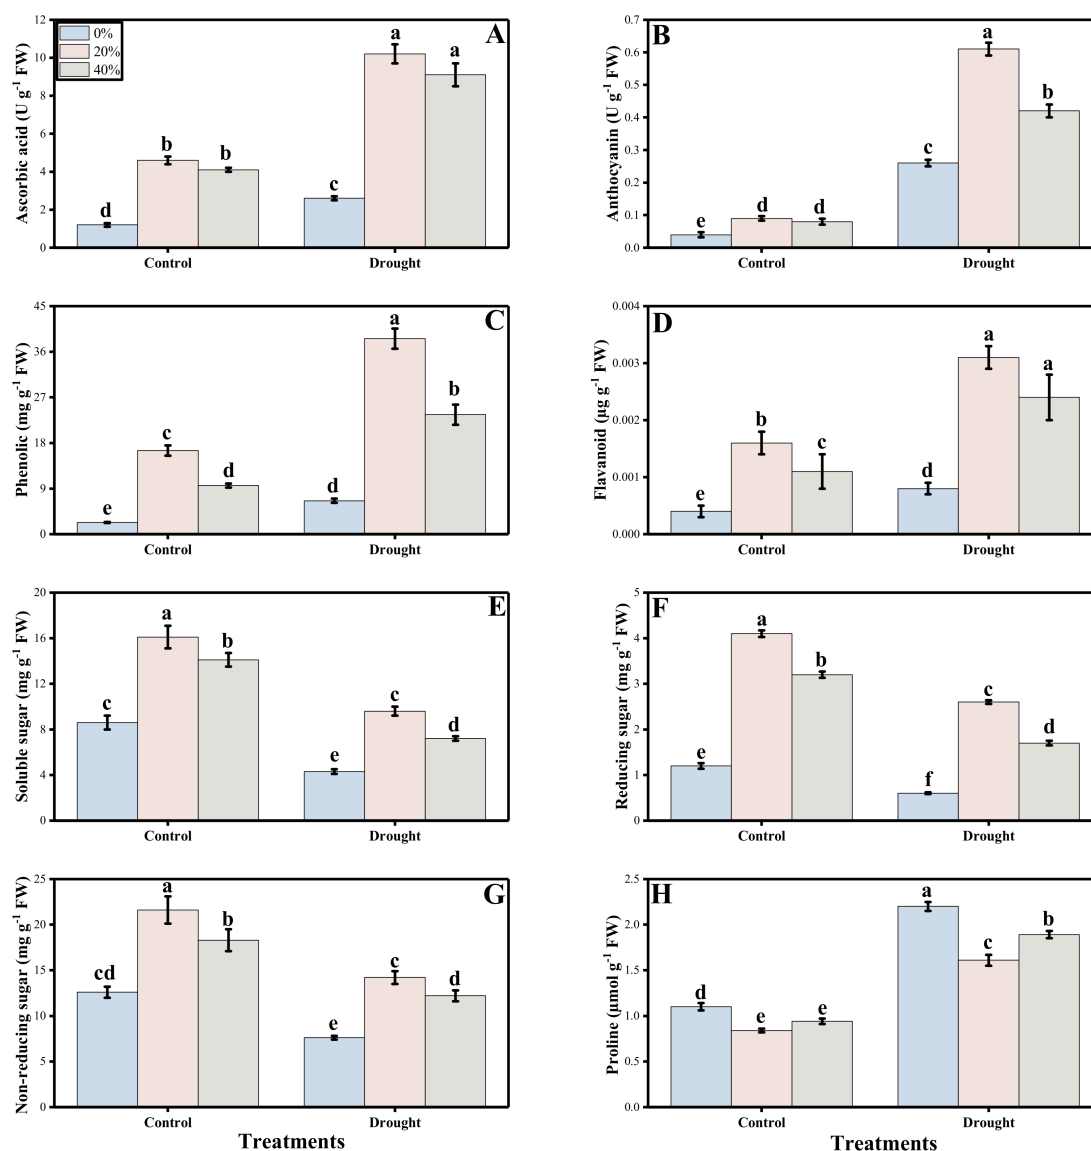 12
10
8
6
4
2
0
Ascorbic acid (U g⁻¹ FW)
0%
20%
40%
A
d
b
b
c
a
a
Control
Drought
0.7
0.6
0.5
0.4
0.3
0.2
0.1
0.0
Anthocyanin (U g⁻¹ FW)
B
e
d
d
c
a
b
Control
Drought
45
36
27
18
9
0
Phenolic (mg g⁻¹ FW)
C
e
c
d
d
a
b
Control
Drought
0.004
0.003
0.002
0.001
0.000
Flavanoid (µg g⁻¹ FW)
D
e
b
c
d
a
a
Control
Drought
20
16
12
8
4
0
Soluble sugar (mg g⁻¹ FW)
E
c
a
b
e
c
d
Control
Drought
5
4
3
2
1
0
Reducing sugar (mg g⁻¹ FW)
F
e
a
b
f
c
d
Control
Drought
25
20
15
10
5
0
Non-reducing sugar (mg g⁻¹ FW)
G
cd
a
b
e
c
d
Control
Drought
Treatments
2.5
2.0
1.5
1.0
0.5
0.0
Proline (µmol g⁻¹ FW)
H
d
e
e
a
c
b
Control
Drought
Treatments